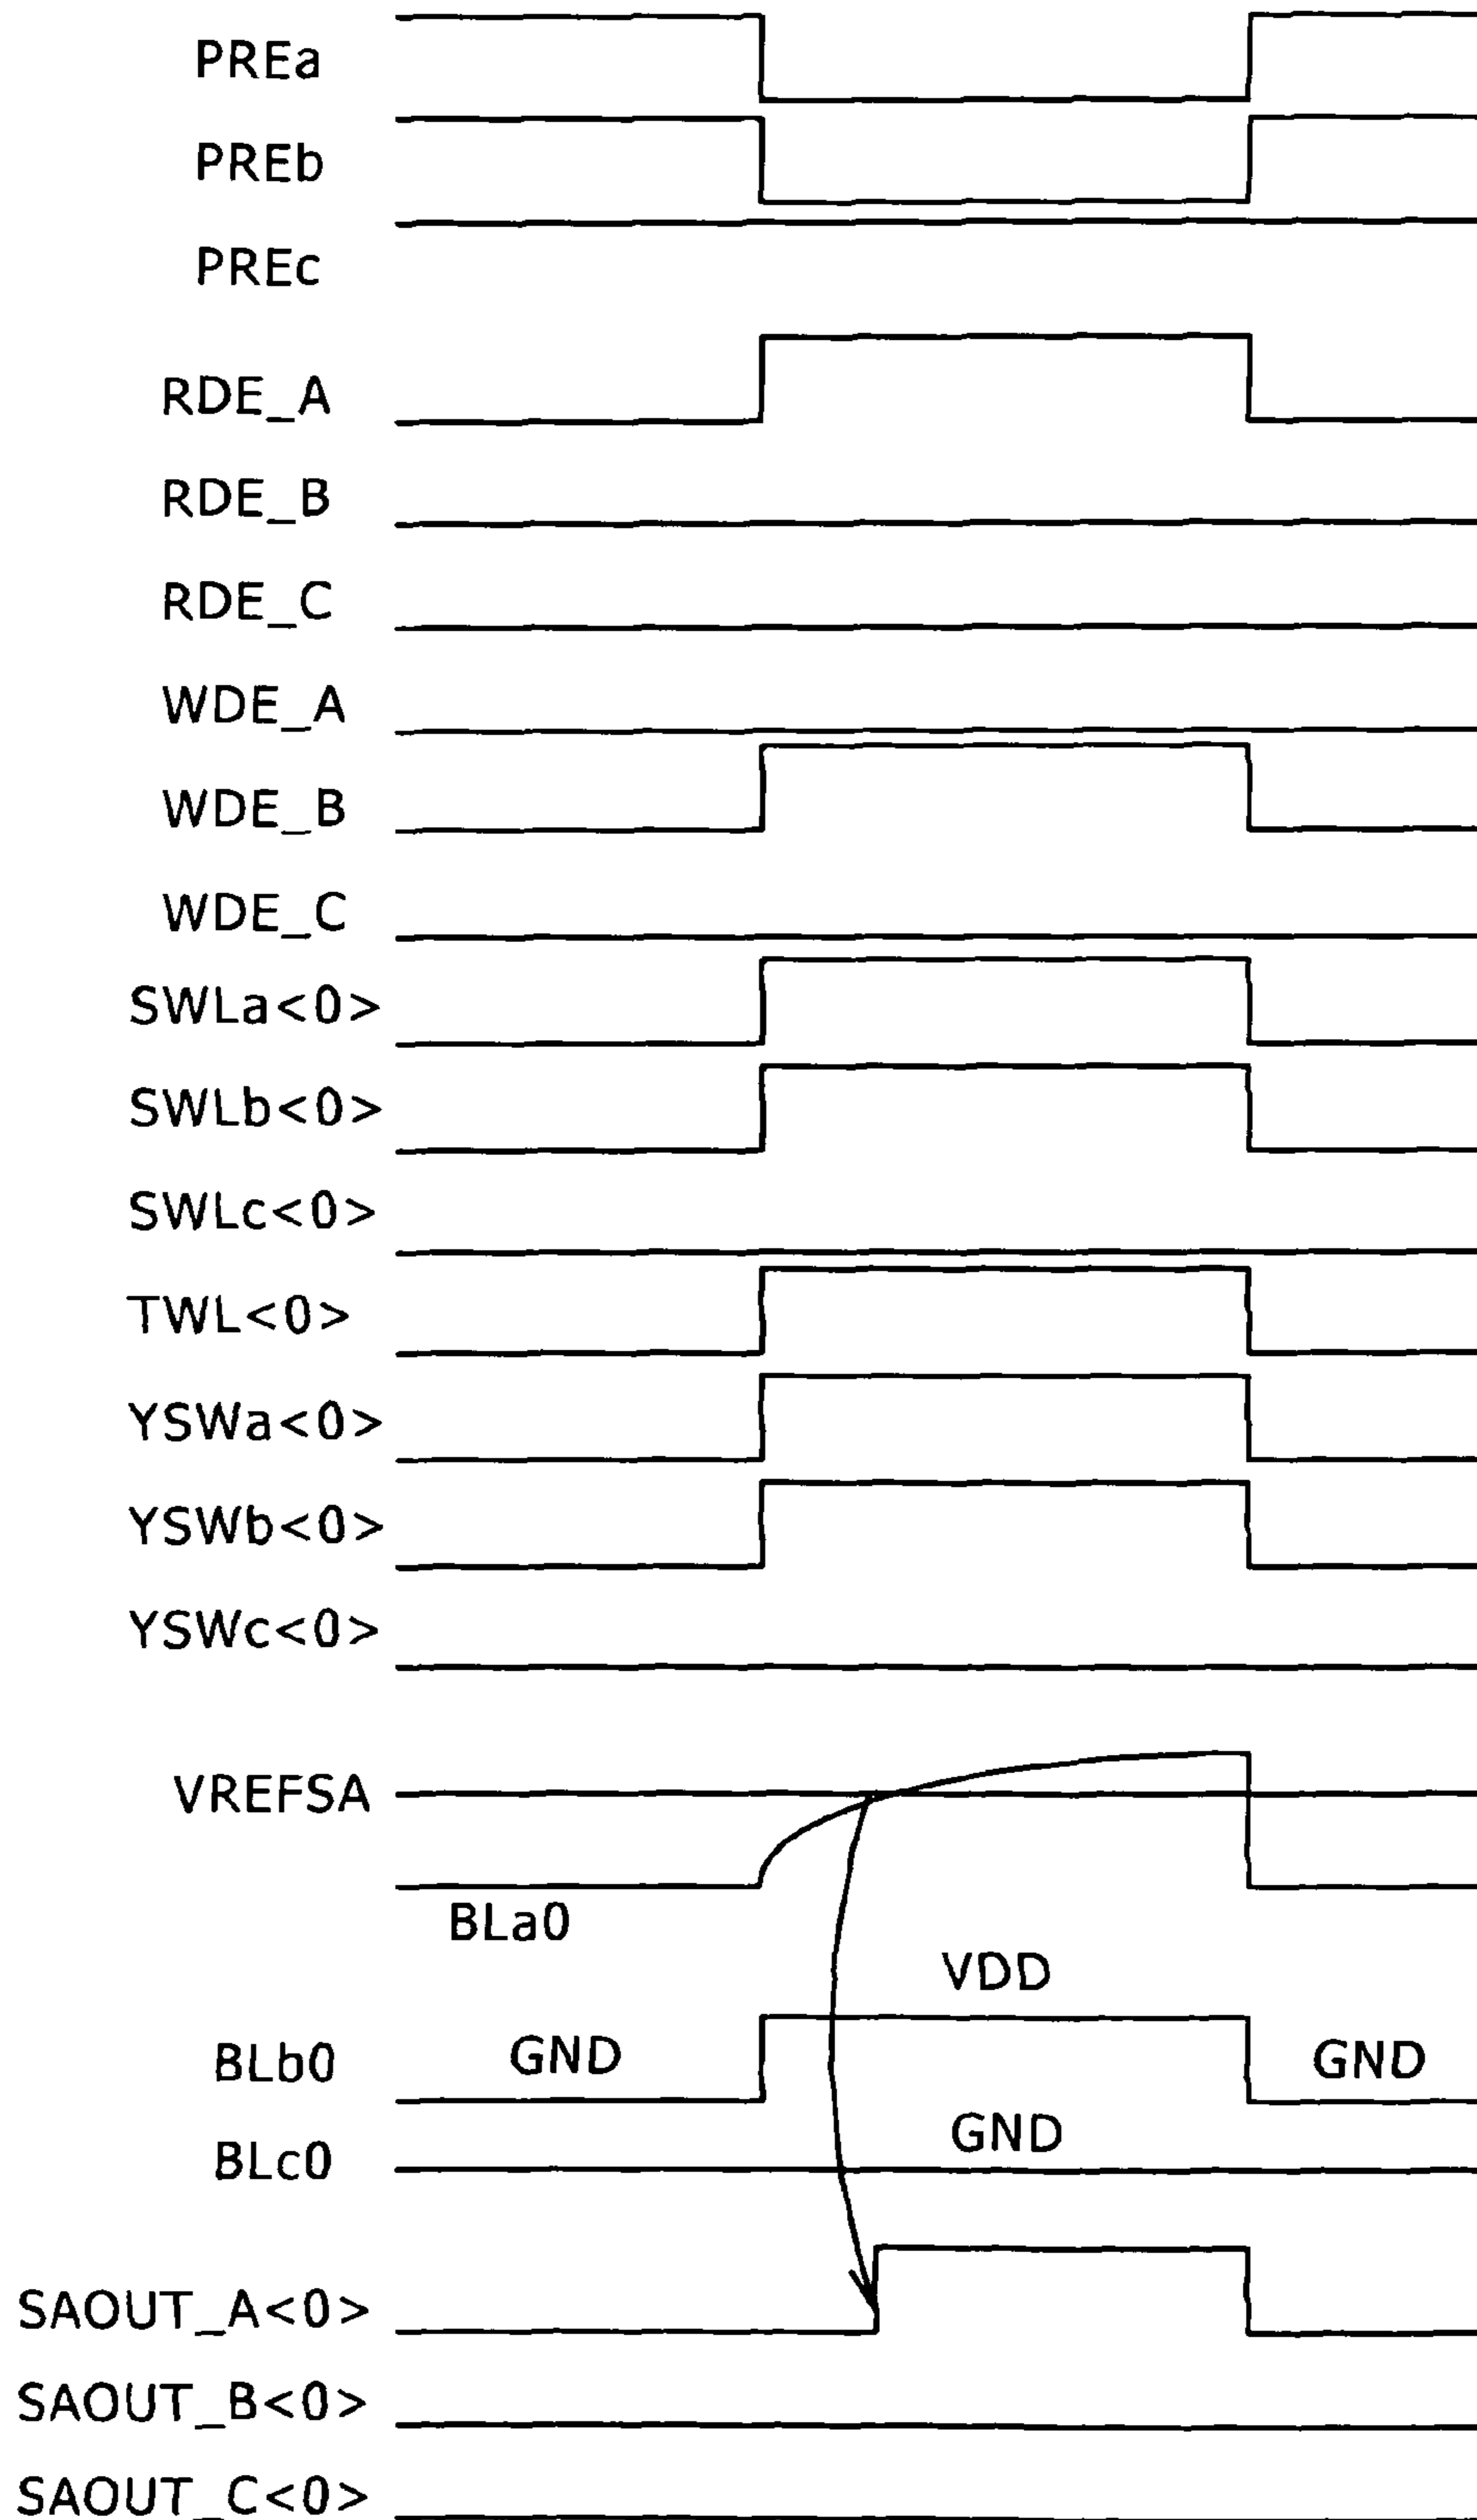 PREa
PREb
PREc
RDE_A
RDE_B
RDE_C
WDE_A
WDE_B
WDE_C
SWLa<0>
SWLb<0>
SWLc<0>
TWL<0>
YSWa<0>
YSWb<0>
YSWc<0>
VREFSA
BLa0
VDD
BLb0 GND GND
GND
BLc0
SAOUT_A<0>
SAOUT_B<0>
SAOUT_C<0>